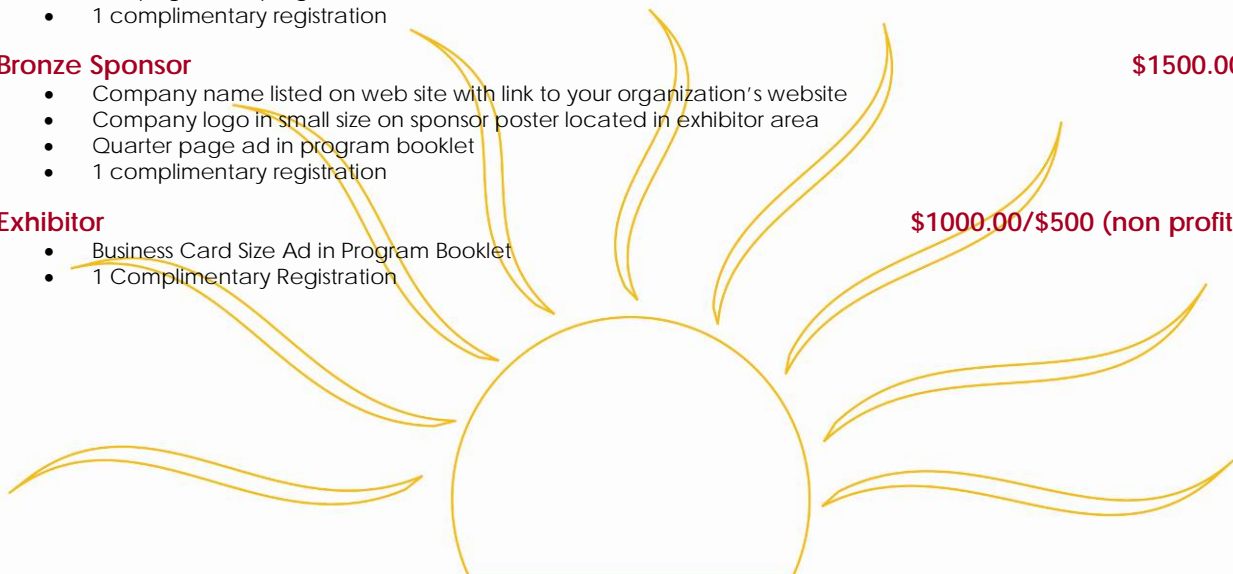 • 1 complimentary registration
Bronze Sponsor $1500.00
• Company name listed on web site with link to your organization's website
• Company logo in small size on sponsor poster located in exhibitor area
• Quarter page ad in program booklet
• 1 complimentary registration
Exhibitor $1000.00/$500 (non profit
• Business Card Size Ad in Program Booklet
• 1 Complimentary Registration